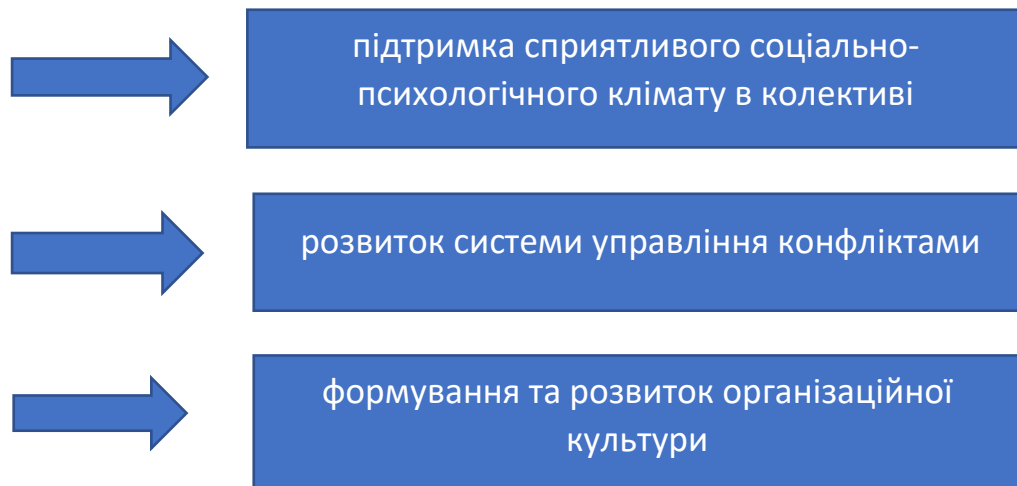 підтримка сприятливого соціально-
психологічного клімату в колективі
розвиток системи управління конфліктами
формування та розвиток організаційної
культури